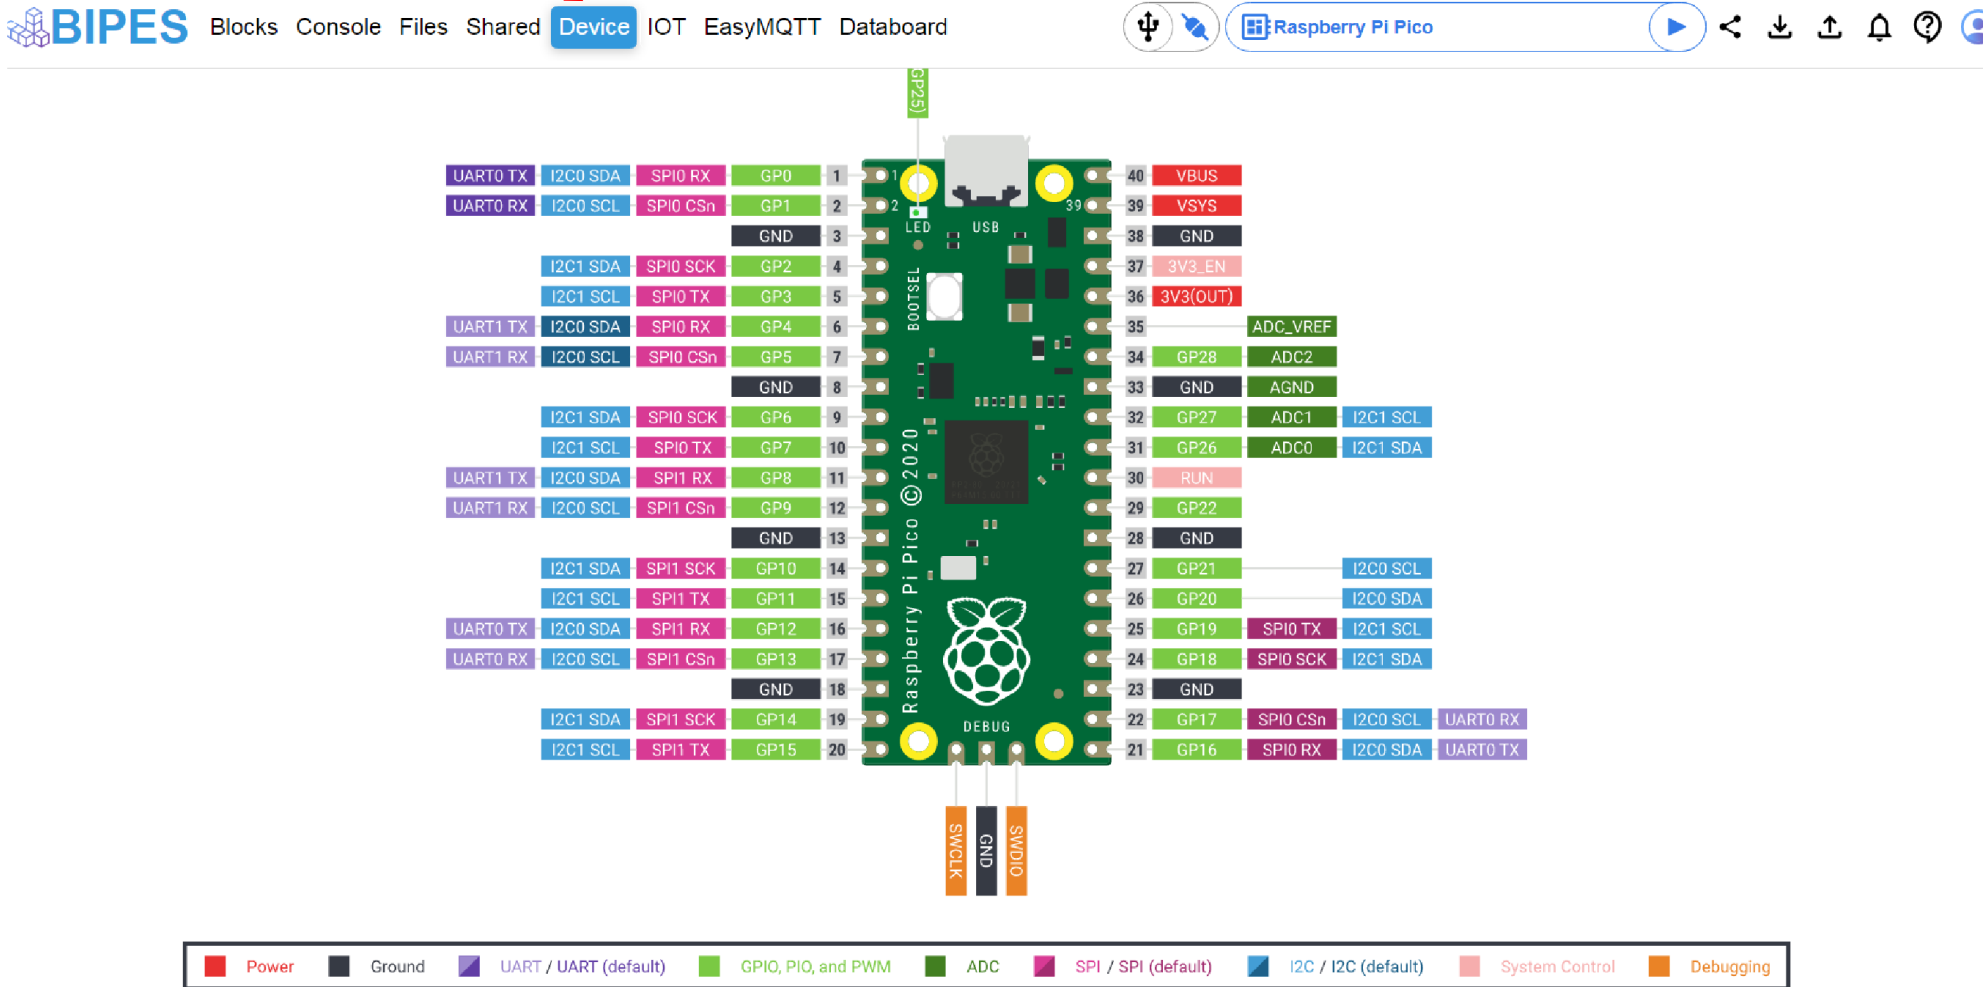 BIPES Blocks Console Files Shared Device IOT EasyMQTT Databoard Raspberry Pi Pico
GP25)
UART0 TX I2C0 SDA SPI0 RX GP0 1 1 40 VBUS
UART0 RX I2C0 SCL SPI0 CSn GP1 2 2 39 39 VSYS
LED USB
GND 3 38 GND
I2C1 SDA SPI0 SCK GP2 4 37 3V3_EN
I2C1 SCL SPI0 TX GP3 5 BOOTSEL 36 3V3(OUT)
UART1 TX I2C0 SDA SPI0 RX GP4 6 35 ADC_VREF
UART1 RX I2C0 SCL SPI0 CSn GP5 7 34 GP28 ADC2
GND 8 33 GND AGND
I2C1 SDA SPI0 SCK GP6 9 32 GP27 ADC1 I2C1 SCL
I2C1 SCL SPI0 TX GP7 10 31 GP26 ADC0 I2C1 SDA
UART1 TX I2C0 SDA SPI1 RX GP8 11 30 RUN
UART1 RX I2C0 SCL SPI1 CSn GP9 12 29 GP22
GND 13 28 GND
Raspberry Pi Pico ©2020
I2C1 SDA SPI1 SCK GP10 14 27 GP21 I2C0 SCL
I2C1 SCL SPI1 TX GP11 15 26 GP20 I2C0 SDA
UART0 TX I2C0 SDA SPI1 RX GP12 16 25 GP19 SPI0 TX I2C1 SCL
UART0 RX I2C0 SCL SPI1 CSn GP13 17 24 GP18 SPI0 SCK I2C1 SDA
GND 18 23 GND
I2C1 SDA SPI1 SCK GP14 19 22 GP17 SPI0 CSn I2C0 SCL UART0 RX
DEBUG
I2C1 SCL SPI1 TX GP15 20 21 GP16 SPI0 RX I2C0 SDA UART0 TX
SWCLK GND SWDIO
Power Ground UART / UART (default) GPIO, PIO, and PWM ADC SPI / SPI (default) I2C / I2C (default) System Control Debugging